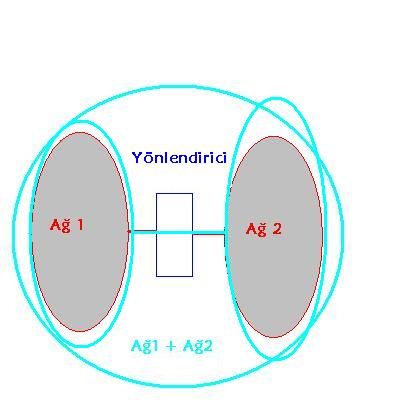 Yönlendirici
Ağ 1
Ağ 2
Ağ1 + Ağ2